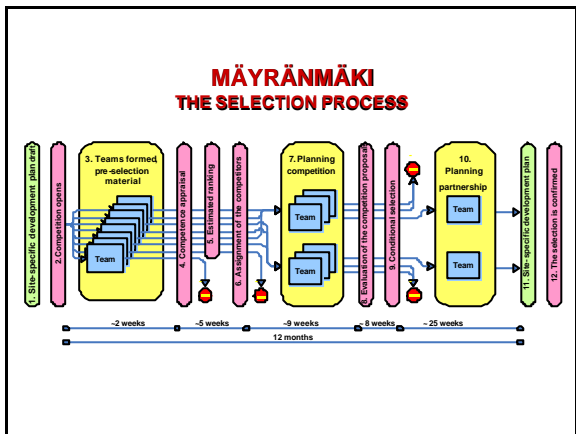 MÄYRÄNMÄKI
THE SELECTION PROCESS
1. Site-specific development plan draft
2. Competition opens
3. Teams formed,
pre-selection
material
Team
4. Competence appraisal
5. Estimated ranking
6. Assignment of the competitors
7. Planning
competition
Team
Team
8. Evaluation of the competition proposal
9. Conditional selection
10.
Planning
partnership
Team
Team
11. Site-specific development plan
12. The selection is confirmed
~2 weeks
~5 weeks
~9 weeks
~ 8 weeks
~ 25 weeks
12 months